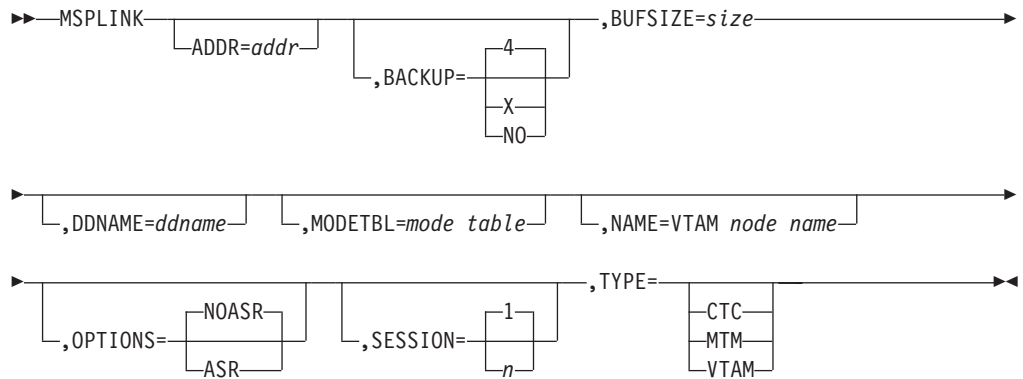 MSPLINK ,BUFSIZE=size
ADDR=addr 4
,BACKUP=
X
NO
,DDNAME=ddname ,MODETBL=mode table ,NAME=VTAM node name
,TYPE=
NOASR 1 CTC
,OPTIONS= ,SESSION= MTM
ASR n VTAM